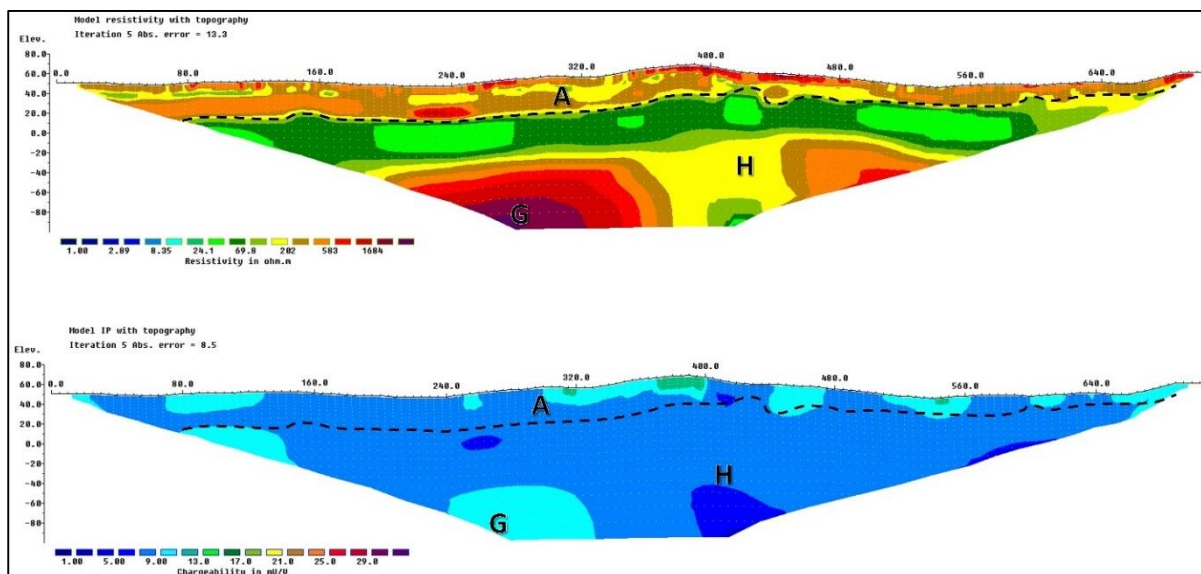 Model resistivity with topography
Iteration 5 Abs. error = 13.3
Elev.
80.0
60.0
40.0
20.0
0.0
-20
-40
-60
-80
0.0 80.0 160.0 240.0 320.0 400.0 480.0 560.0 640.0
A
H
G
1.00 2.89 8.35 24.1 69.8 202 583 1684
Resistivity in ohm.m
Model IP with topography
Iteration 5 Abs. error = 8.5
Elev.
80.0
60.0
40.0
20.0
0.0
-20
-40
-60
-80
0.0 80.0 160.0 240.0 320.0 400.0 480.0 560.0 640.0
A
H
G
1.00 5.00 9.00 13.0 17.0 21.0 25.0 29.0
Chargeability in mV/V